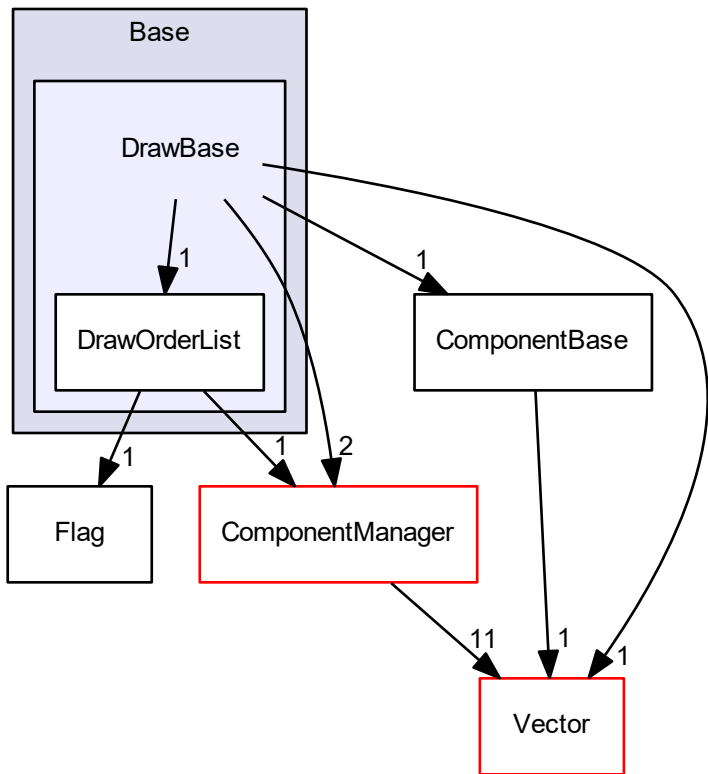 Base
DrawBase
1
1
DrawOrderList
ComponentBase
1
1
2
Flag
ComponentManager
11
1
1
Vector